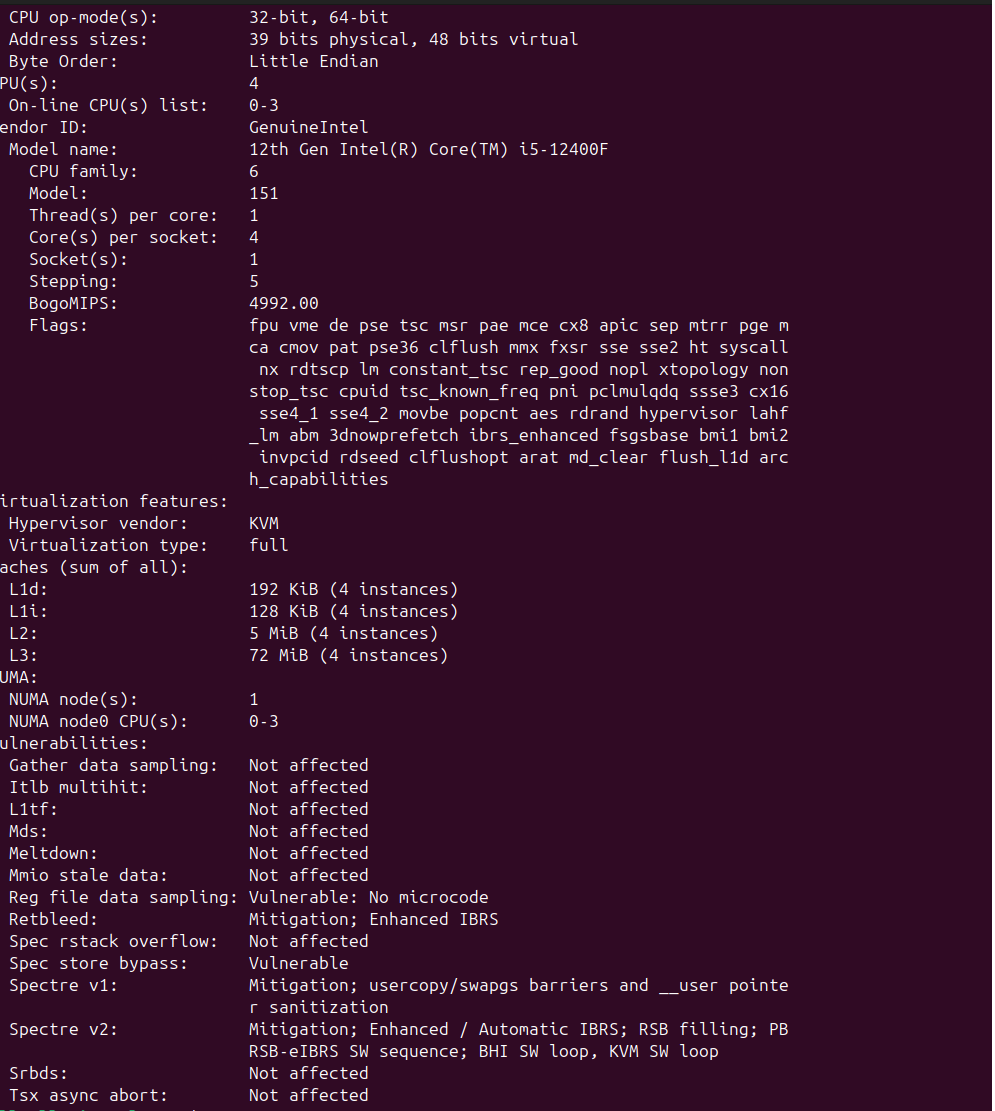 CPU op-mode(s): 32-bit, 64-bit
Address sizes: 39 bits physical, 48 bits virtual
Byte Order: Little Endian
PU(s): 4
On-line CPU(s) list: 0-3
endor ID: GenuineIntel
Model name: 12th Gen Intel(R) Core(TM) i5-12400F
CPU family: 6
Model: 151
Thread(s) per core: 1
Core(s) per socket: 4
Socket(s): 1
Stepping: 5
BogoMIPS: 4992.00
Flags: fpu vme de pse tsc msr pae mce cx8 apic sep mtrr pge m
ca cmov pat pse36 clflush mmx fxsr sse sse2 ht syscall
nx rdtscp lm constant_tsc rep_good nopl xtopology non
stop_tsc cpuid tsc_known_freq pni pclmulqdq ssse3 cx16
sse4_1 sse4_2 movbe popcnt aes rdrand hypervisor lahf
_lm abm 3dnowprefetch ibrs_enhanced fsgsbase bmi1 bmi2
invpcid rdseed clflushopt arat md_clear flush_l1d arc
h_capabilities
irtualization features:
Hypervisor vendor: KVM
Virtualization type: full
aches (sum of all):
L1d: 192 KiB (4 instances)
L1i: 128 KiB (4 instances)
L2: 5 MiB (4 instances)
L3: 72 MiB (4 instances)
UMA:
NUMA node(s): 1
NUMA node0 CPU(s): 0-3
ulnerabilities:
Gather data sampling: Not affected
Itlb multihit: Not affected
L1tf: Not affected
Mds: Not affected
Meltdown: Not affected
Mmio stale data: Not affected
Reg file data sampling: Vulnerable: No microcode
Retbleed: Mitigation; Enhanced IBRS
Spec rstack overflow: Not affected
Spec store bypass: Vulnerable
Spectre v1: Mitigation; usercopy/swapgs barriers and __user pointe
r sanitization
Spectre v2: Mitigation; Enhanced / Automatic IBRS; RSB filling; PB
RSB-eIBRS SW sequence; BHI SW loop, KVM SW loop
Srbds: Not affected
Tsx async abort: Not affected